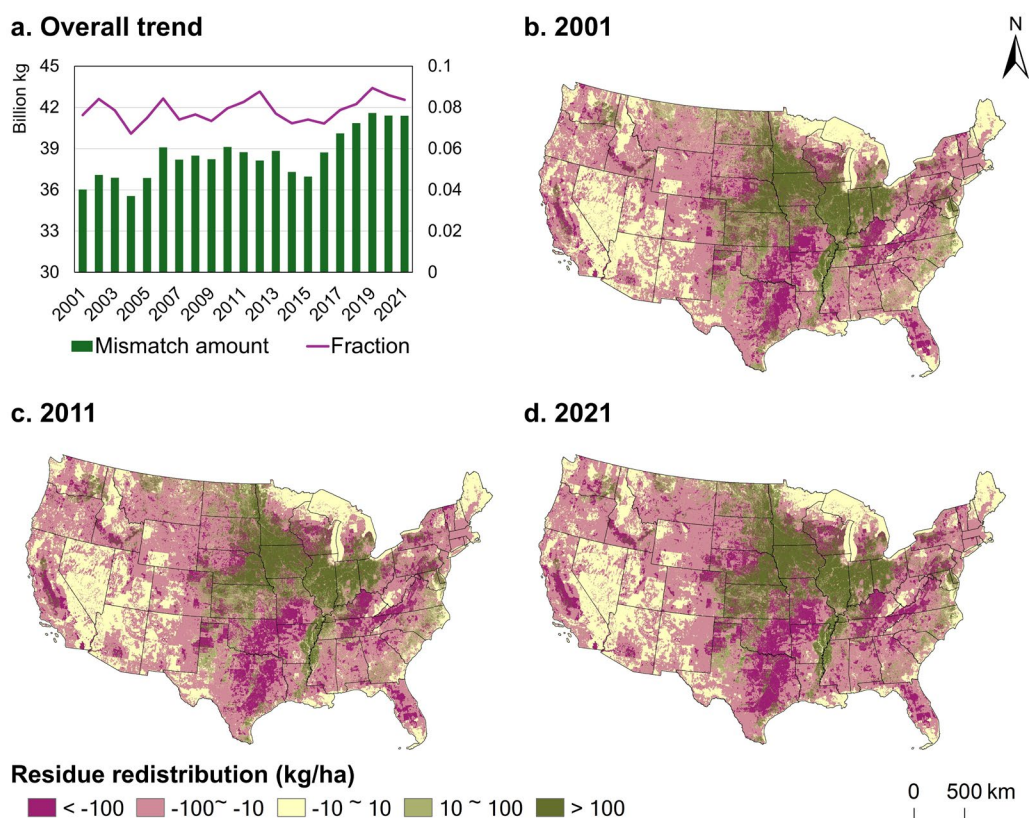 a. Overall trend
Billion kg
45
42
39
36
33
30
0.1
0.08
0.06
0.04
0.02
0
2001
2003
2005
2007
2009
2011
2013
2015
2017
2019
2021
Mismatch amount
Fraction
b. 2001
N
c. 2011
d. 2021
Residue redistribution (kg/ha)
< -100
-100~ -10
-10 ~ 10
10 ~ 100
> 100
0 500 km